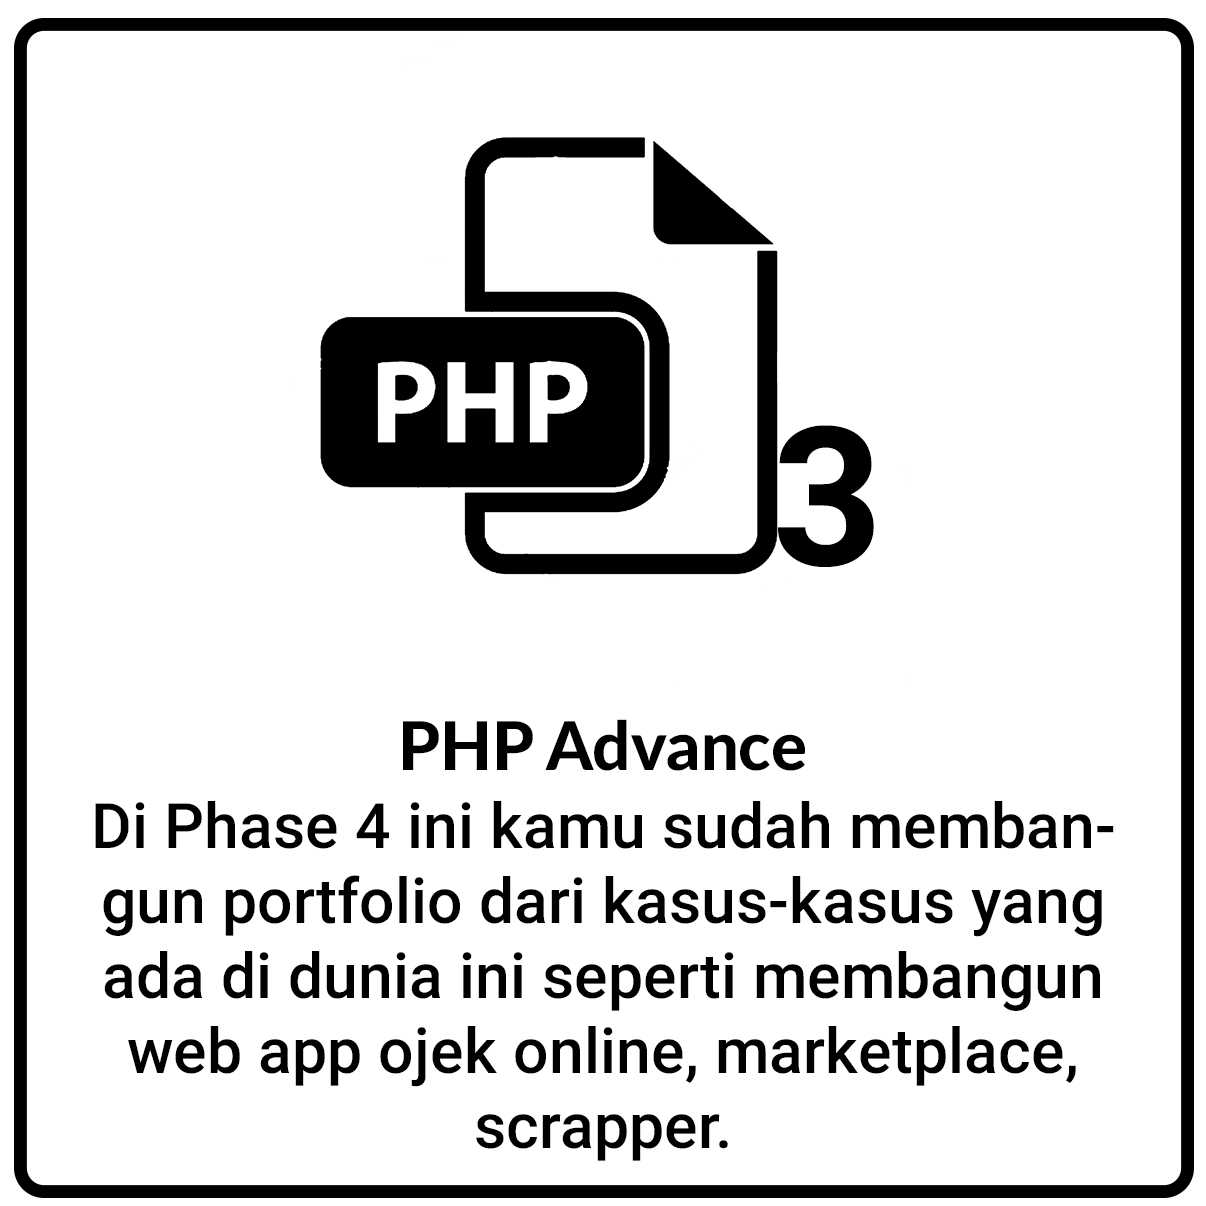 PHP
3
PHP Advance
Di Phase 4 ini kamu sudah memban-
gun portfolio dari kasus-kasus yang
ada di dunia ini seperti membangun
web app ojek online, marketplace,
scrapper.